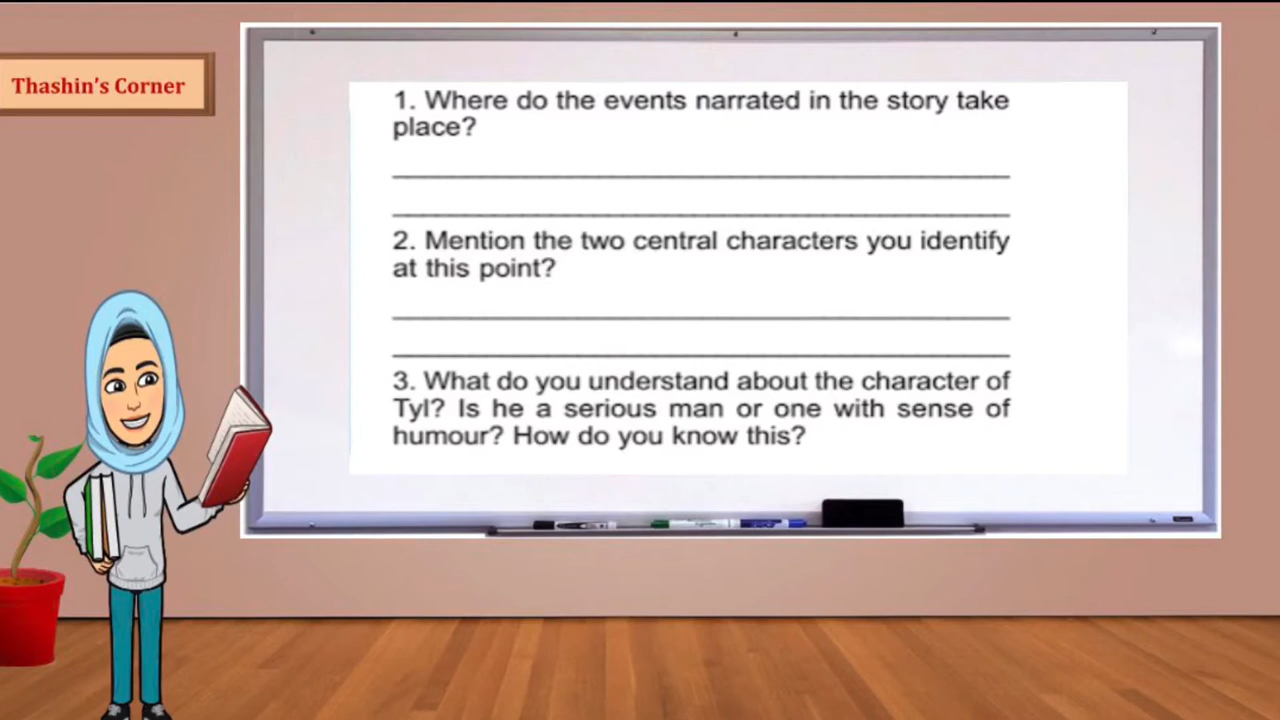 Thashin's Corner
1. Where do the events narrated in the story take
place?
2. Mention the two central characters you identify
at this point?
3. What do you understand about the character of
Tyl? Is he a serious man or one with sense of
humour? How do you know this?